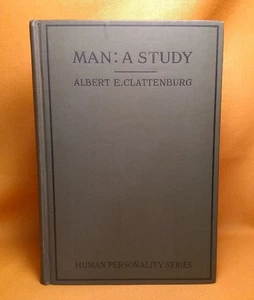 MAN: A STUDY
ALBERT E. CLATTENBURG
HUMAN PERSONALITY SERIES